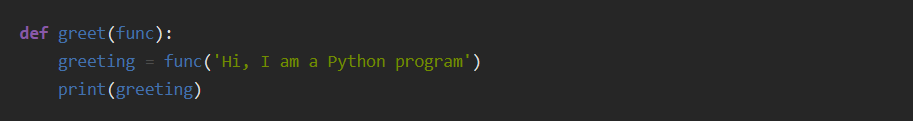 def greet(func):
    greeting = func('Hi, I am a Python program')
    print(greeting)